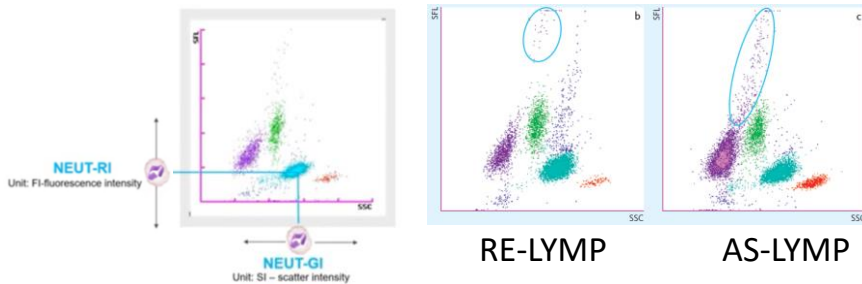 SFL
NEUT-RI
Unit: FI-fluorescence intensity
SSC
NEUT-GI
Unit: SI – scatter intensity
SFL
b
SSC
RE-LYMP
SFL
c
SSC
AS-LYMP